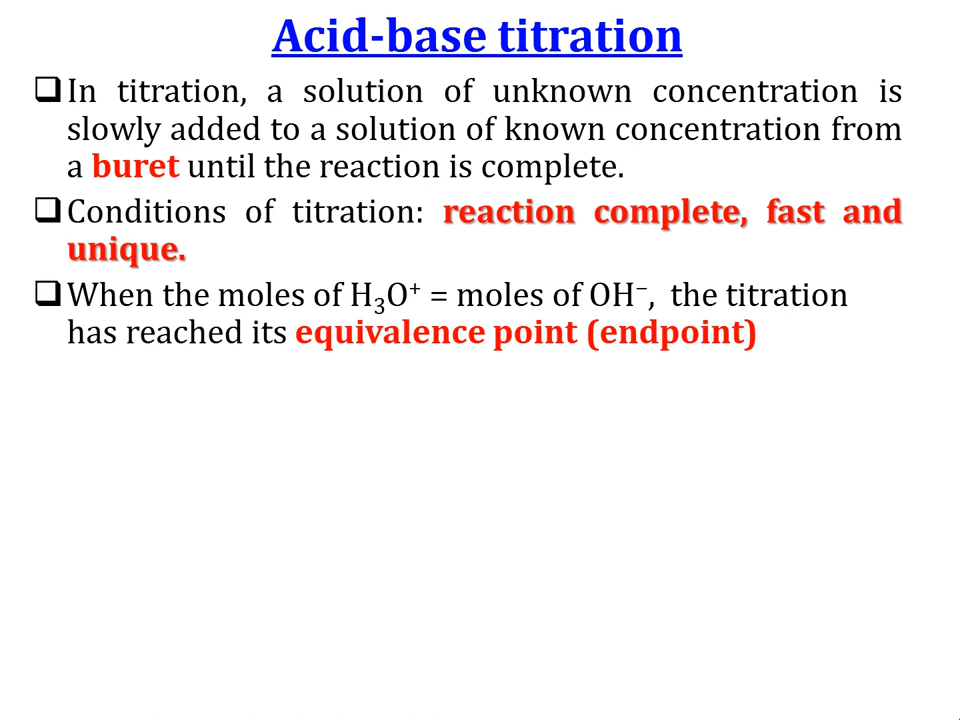 Acid-base titration
❑In titration, a solution of unknown concentration is
slowly added to a solution of known concentration from
a buret until the reaction is complete.
❑Conditions of titration: reaction complete, fast and
unique.
❑When the moles of H₃O⁺ = moles of OH⁻, the titration
has reached its equivalence point (endpoint)